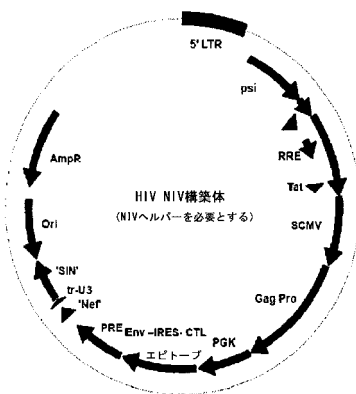 5' LTR
psi
RRE
Tat
SCMV
Gag Pro
PGK
Env -IRES- CTL
エピトープ
PRE
'Nef'
tr-U3
'SIN'
Ori
AmpR
HIV NIV構築体
(NIVヘルパーを必要とする)